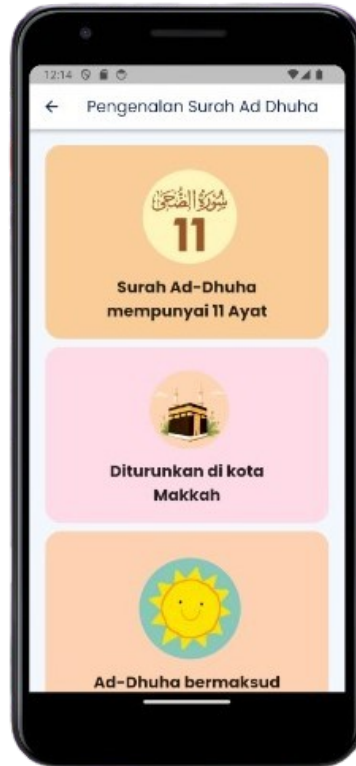 12:14
Pengenalan Surah Ad Dhuha
سُورَةُ الضُّحَىٰ
11
Surah Ad-Dhuha
mempunyai 11 Ayat
Diturunkan di kota
Makkah
Ad-Dhuha bermaksud